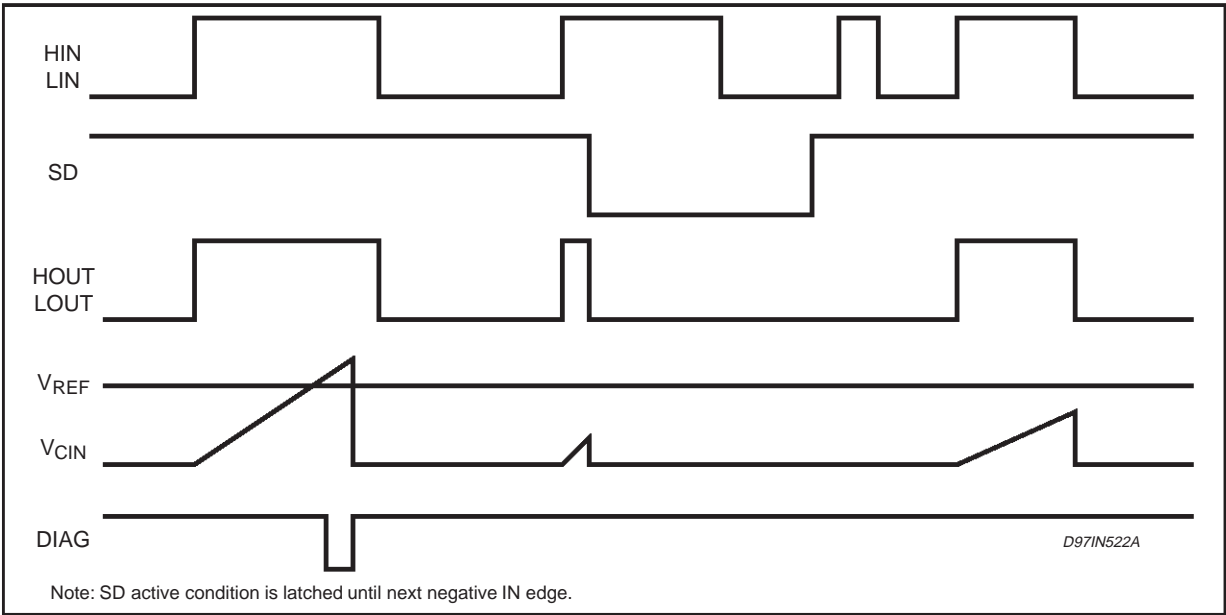 HIN
LIN
SD
HOUT
LOUT
VREF
VCIN
DIAG
D97IN522A
Note: SD active condition is latched until next negative IN edge.